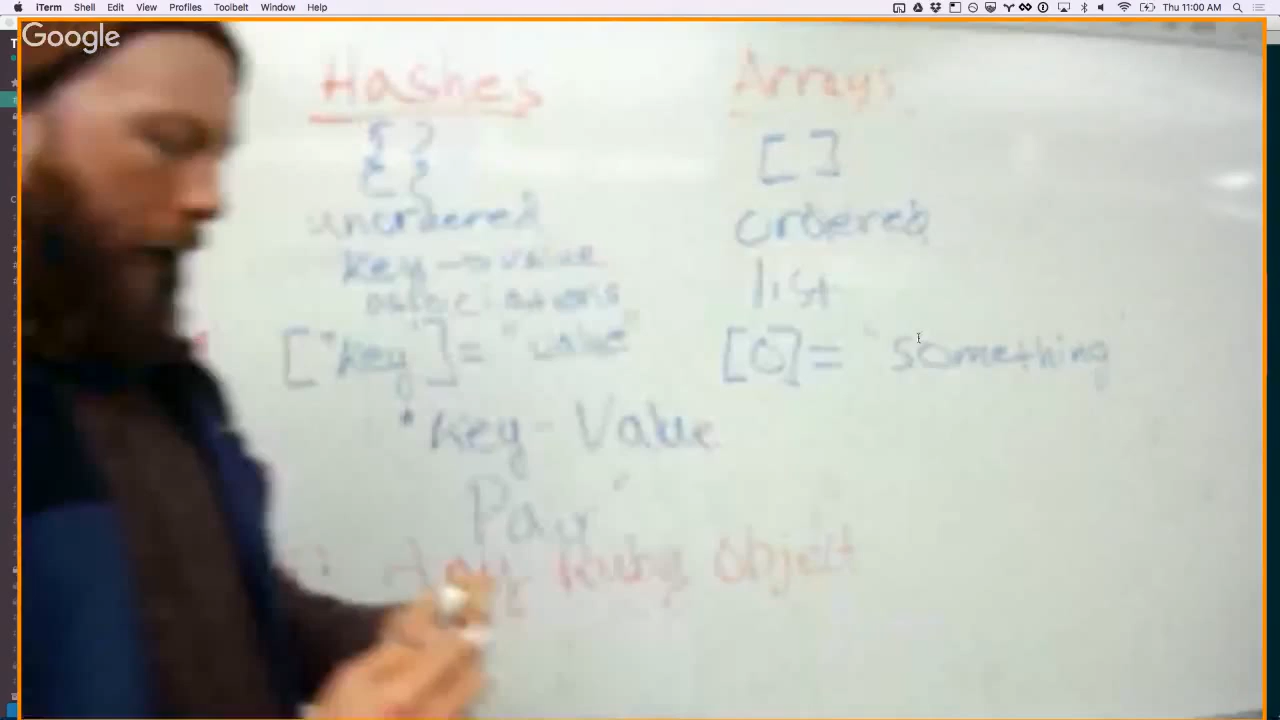 iTerm Shell Edit View Profiles Toolbelt Window Help Thu 11:00 AM
Google
Hashes Arrays
{ } [ ]
unordered ordered
key → value list
associations
["key"] = "value" [0] = "something
* Key - Value
Pair
Any Ruby Object